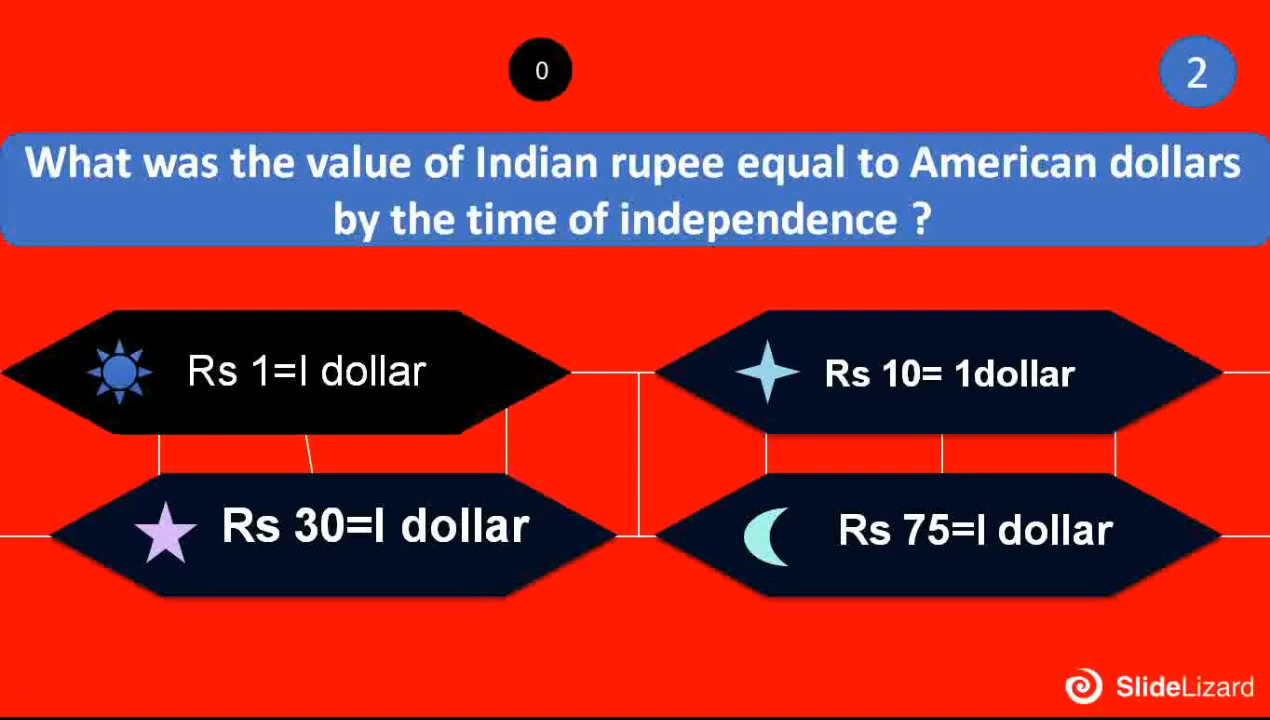 0
2
What was the value of Indian rupee equal to American dollars
by the time of independence ?
Rs 1=I dollar
Rs 10= 1dollar
Rs 30=I dollar
Rs 75=I dollar
SlideLizard